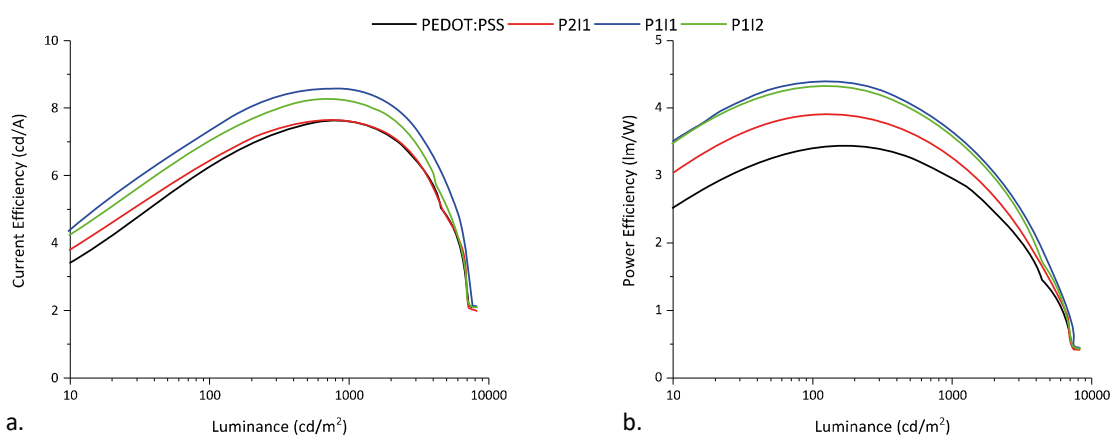 PEDOT:PSS P2I1 P1I1 P1I2
10
8
6
4
2
0
Current Efficiency (cd/A)
10 100 1000 10000
Luminance (cd/m²)
a.
5
4
3
2
1
0
Power Efficiency (lm/W)
10 100 1000 10000
Luminance (cd/m²)
b.